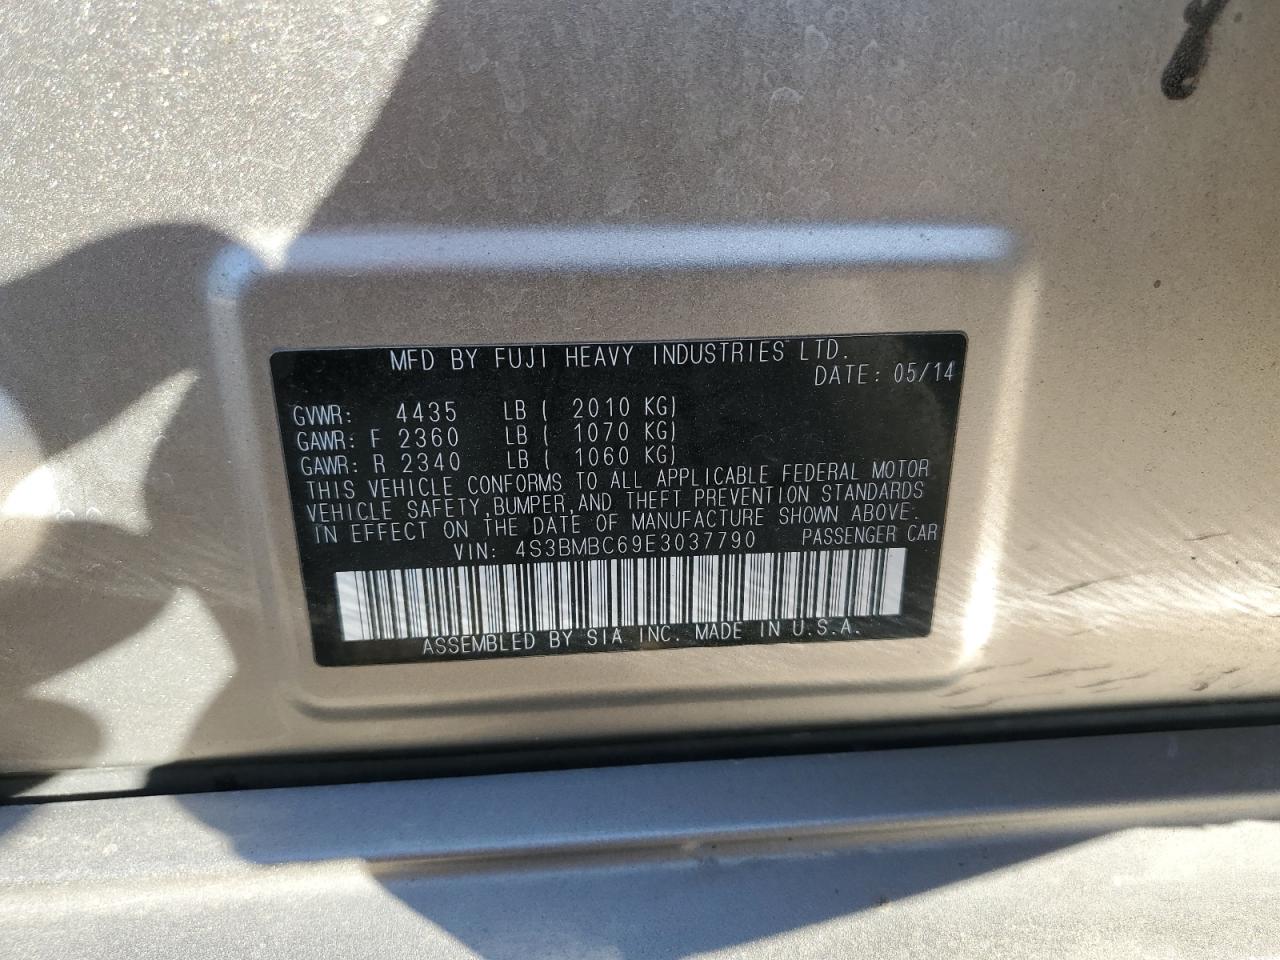 MFD BY FUJI HEAVY INDUSTRIES LTD.
DATE: 05/14
GVWR: 4435 LB ( 2010 KG)
GAWR: F 2360 LB ( 1070 KG)
GAWR: R 2340 LB ( 1060 KG)
THIS VEHICLE CONFORMS TO ALL APPLICABLE FEDERAL MOTOR
VEHICLE SAFETY, BUMPER, AND THEFT PREVENTION STANDARDS
IN EFFECT ON THE DATE OF MANUFACTURE SHOWN ABOVE.
VIN: 4S3BMBC69E3037790 PASSENGER CAR
ASSEMBLED BY SIA INC. MADE IN U.S.A.